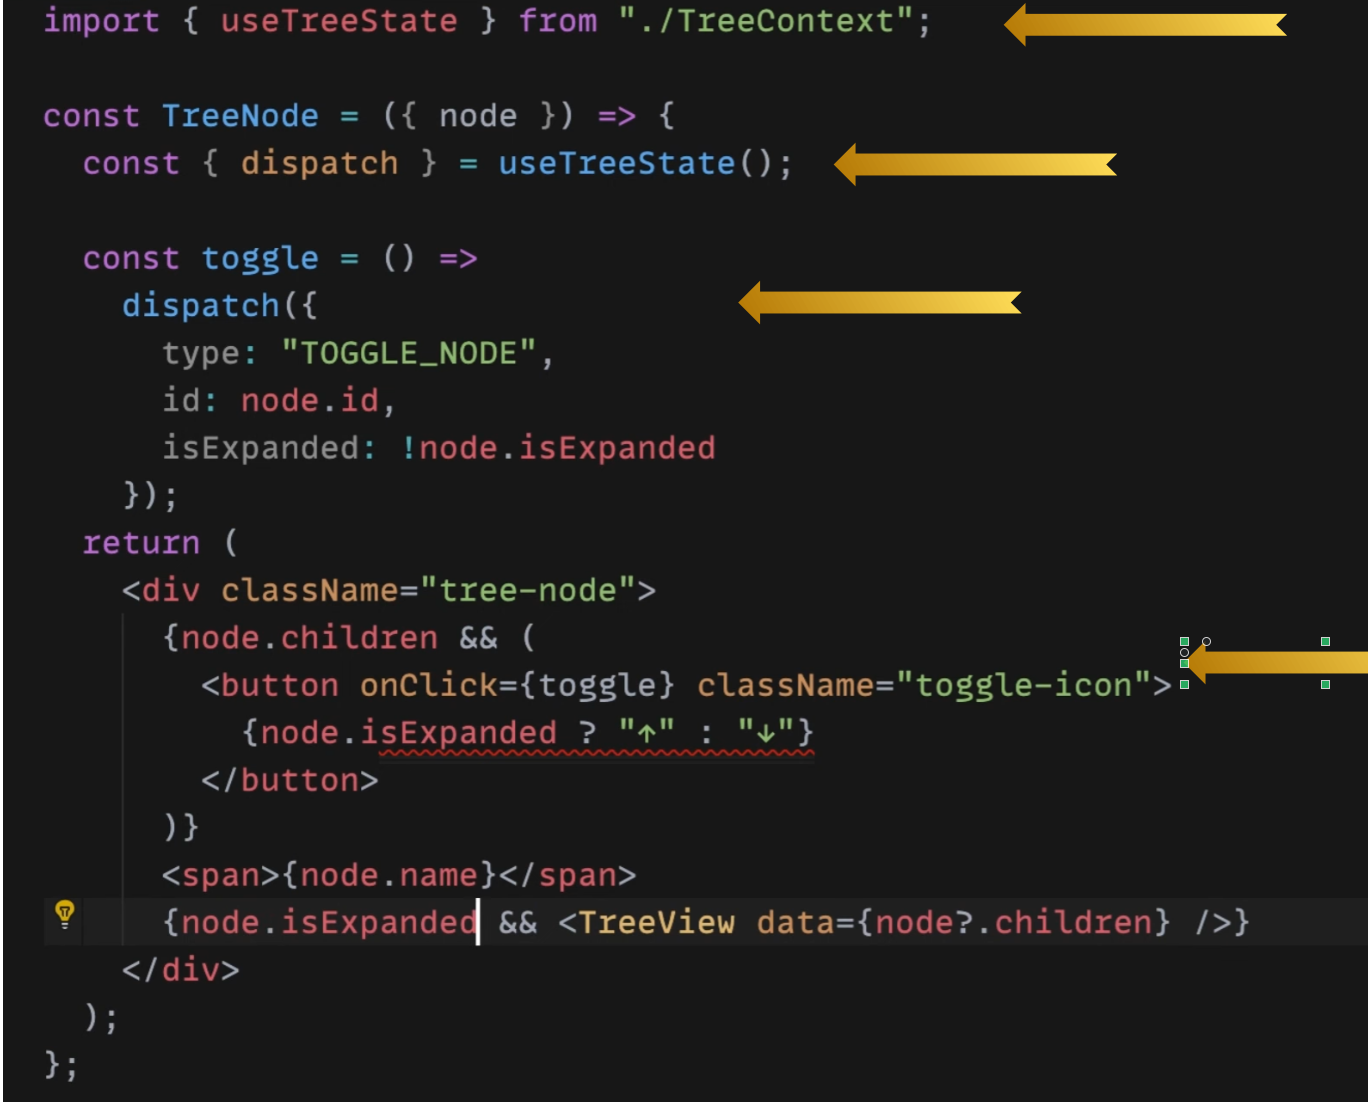 import { useTreeState } from "./TreeContext";
const TreeNode = ({ node }) => {
const { dispatch } = useTreeState();
const toggle = () =>
dispatch({
type: "TOGGLE_NODE",
id: node.id,
isExpanded: !node.isExpanded
});
return (
<div className="tree-node">
{node.children && (
<button onClick={toggle} className="toggle-icon">
{node.isExpanded ? "↑" : "↓"}
</button>
)}
<span>{node.name}</span>
{node.isExpanded && <TreeView data={node?.children} />}
</div>
);
};